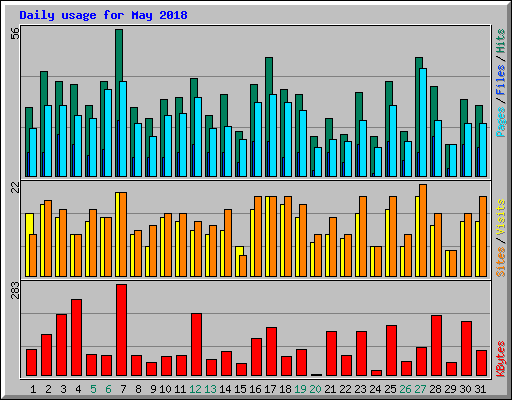 Daily usage for May 2018
56
Pages / Files / Hits
22
Sites / Visits
283
KBytes
1 2 3 4 5 6 7 8 9 10 11 12 13 14 15 16 17 18 19 20 21 22 23 24 25 26 27 28 29 30 31